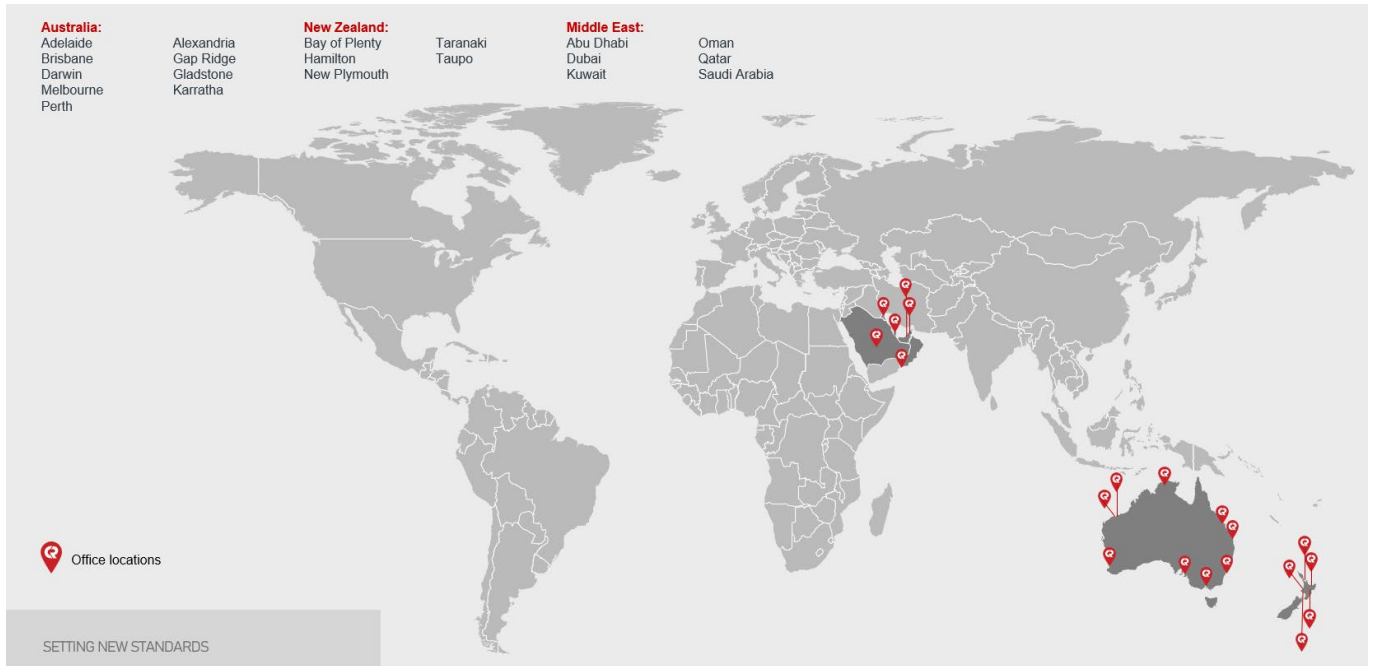 Australia:
Adelaide
Brisbane
Darwin
Melbourne
Perth
Alexandria
Gap Ridge
Gladstone
Karratha
New Zealand:
Bay of Plenty
Hamilton
New Plymouth
Taranaki
Taupo
Middle East:
Abu Dhabi
Dubai
Kuwait
Oman
Qatar
Saudi Arabia
Office locations
SETTING NEW STANDARDS